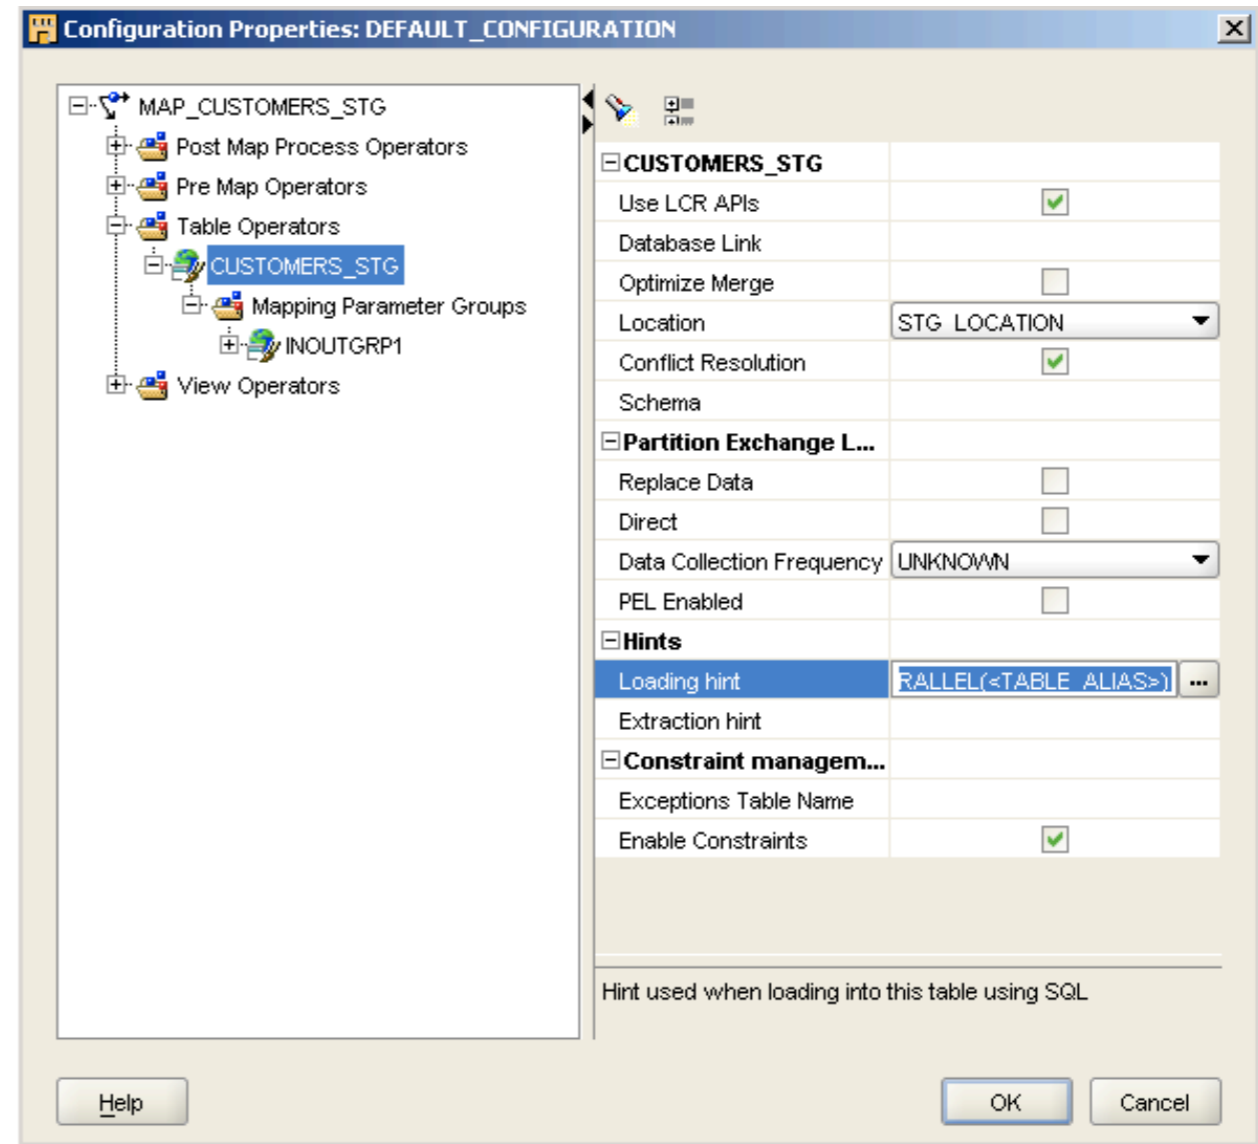 Configuration Properties: DEFAULT_CONFIGURATION
MAP_CUSTOMERS_STG
Post Map Process Operators
Pre Map Operators
Table Operators
CUSTOMERS_STG
Mapping Parameter Groups
INOUTGRP1
View Operators
CUSTOMERS_STG
Use LCR APIs
Database Link
Optimize Merge
Location STG_LOCATION
Conflict Resolution
Schema
Partition Exchange L...
Replace Data
Direct
Data Collection Frequency UNKNOWN
PEL Enabled
Hints
Loading hint RALLEL(<TABLE_ALIAS>) ...
Extraction hint
Constraint managem...
Exceptions Table Name
Enable Constraints
Hint used when loading into this table using SQL
Help OK Cancel